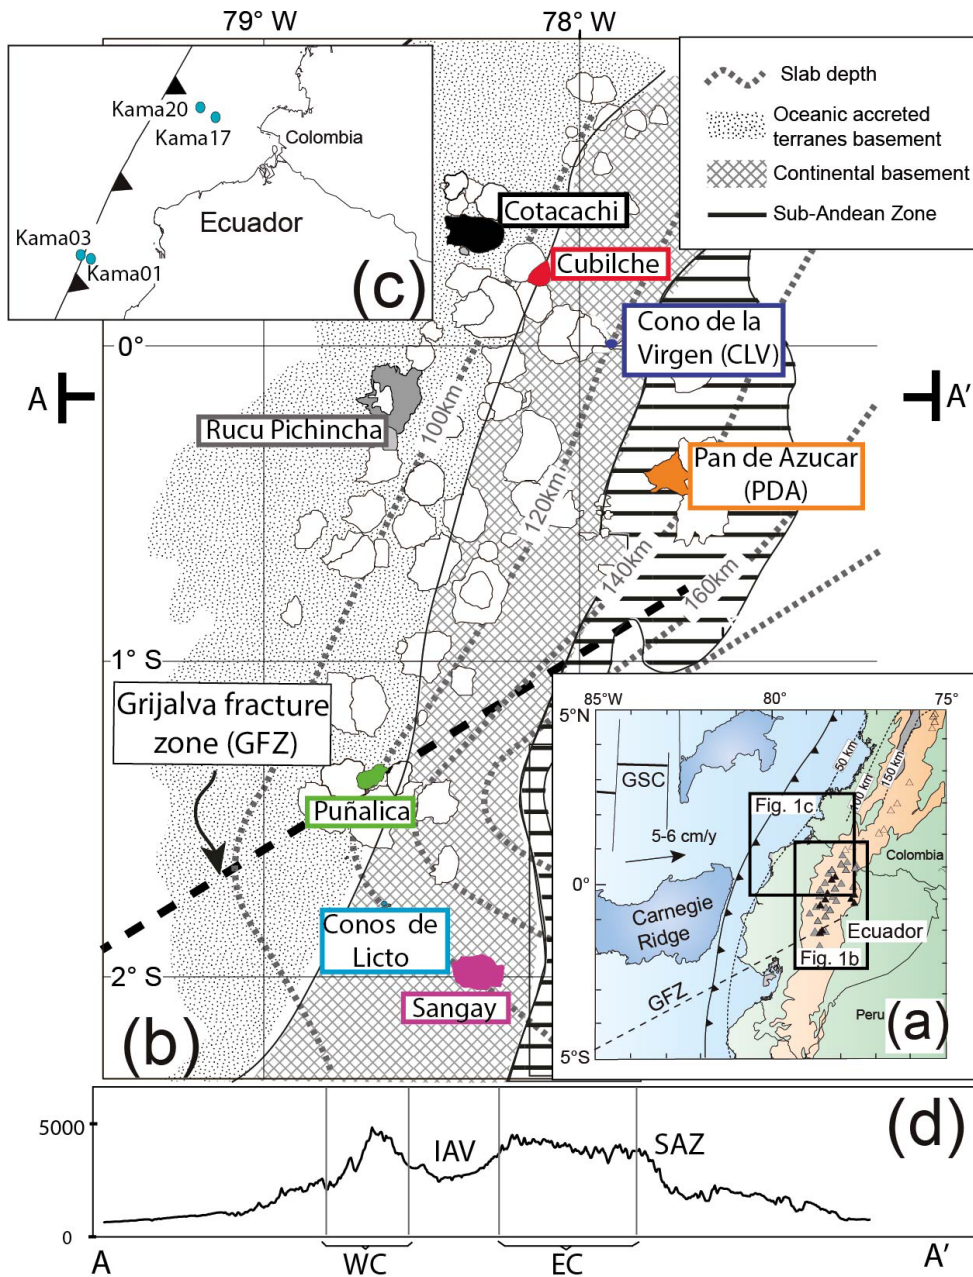 79° W
78° W
Kama20
Kama17
Colombia
Ecuador
Kama03
Kama01
(c)
Slab depth
Oceanic accreted
terranes basement
Continental basement
Sub-Andean Zone
Cotacachi
Cubilche
Cono de la
Virgen (CLV)
0°
A
A'
Rucu Pichincha
Pan de Azucar
(PDA)
100km
120km
140km
160km
1° S
Grijalva fracture
zone (GFZ)
Puñalica
Conos de
Licto
2° S
Sangay
(b)
85°W
80°
75°
5°N
GSC
50 km
100 km
150 km
Fig. 1c
5-6 cm/y
Colombia
0°
Carnegie
Ridge
Ecuador
Fig. 1b
GFZ
Peru
(a)
5°S
(d)
5000
IAV
SAZ
0
A
WC
EC
A'